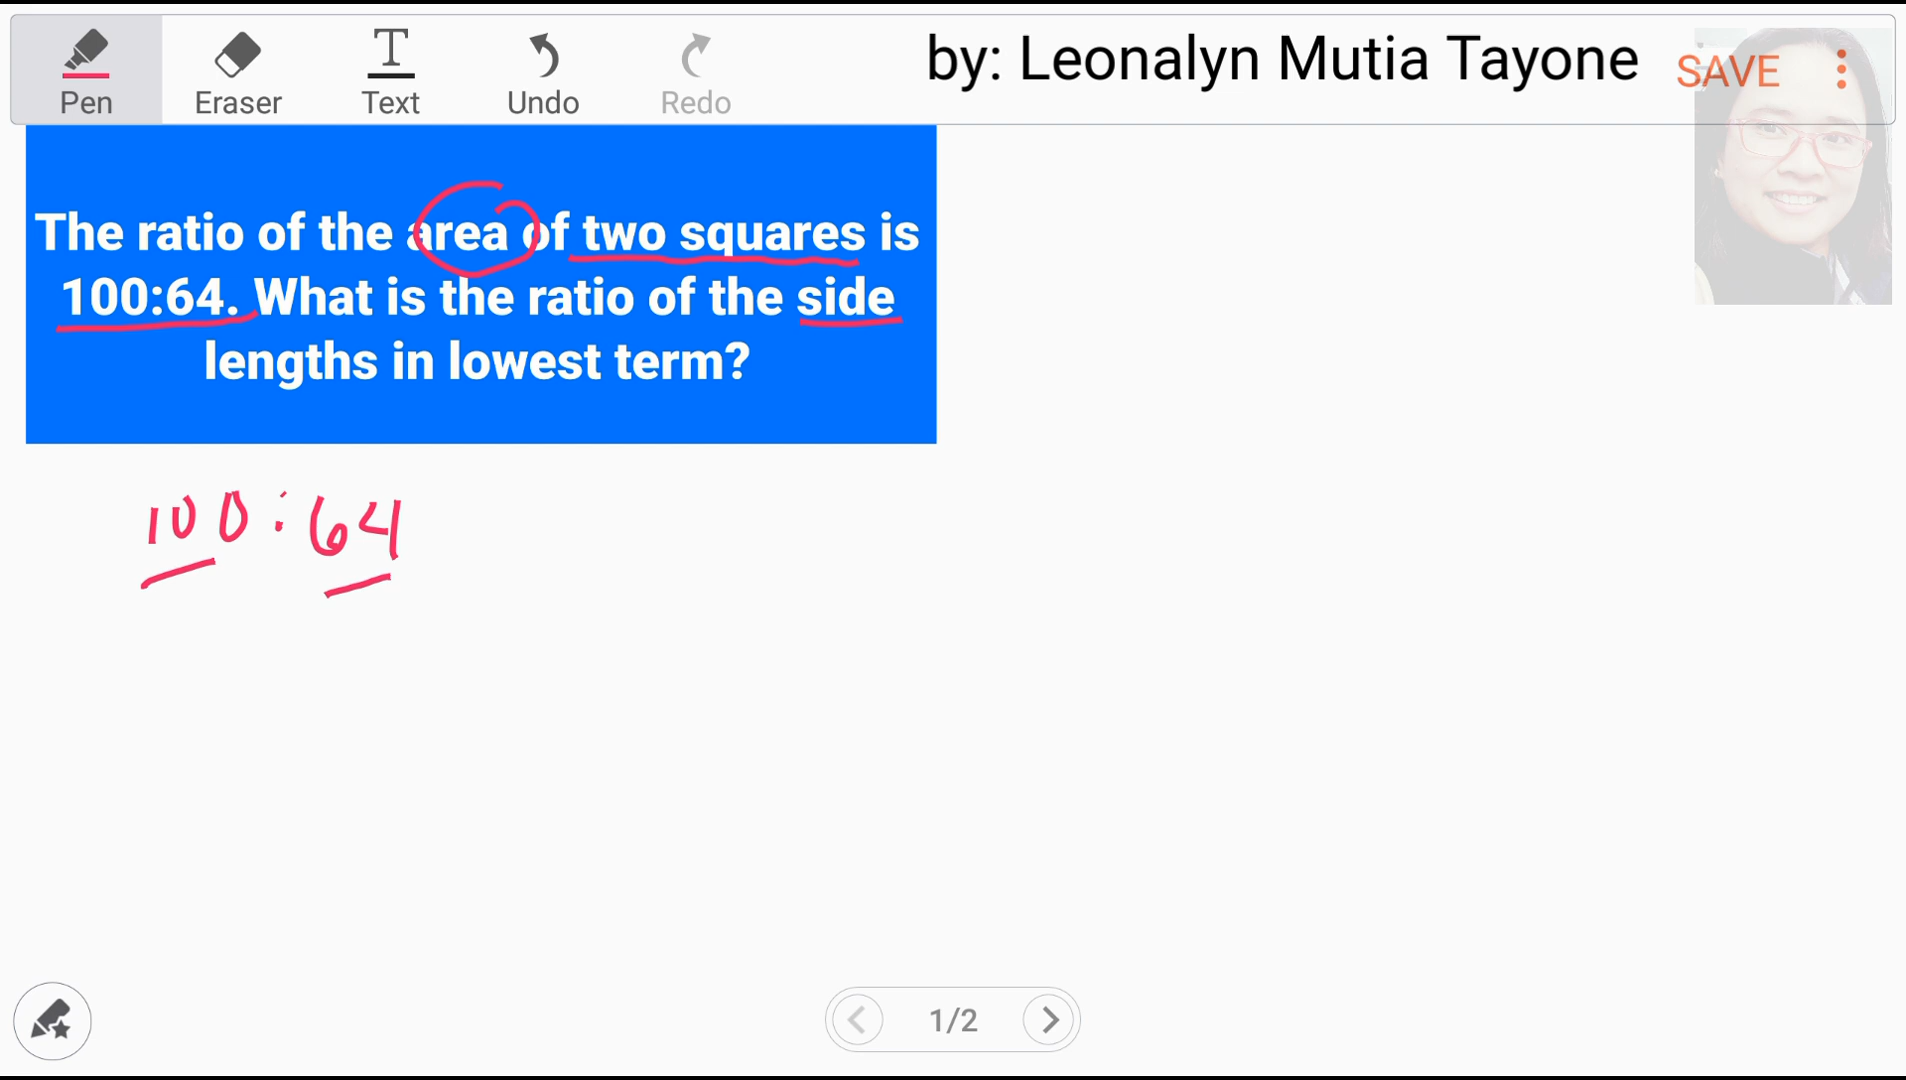 Pen
Eraser
Text
Undo
Redo
by: Leonalyn Mutia Tayone
SAVE
The ratio of the area of two squares is
100:64. What is the ratio of the side
lengths in lowest term?
100:64
1/2